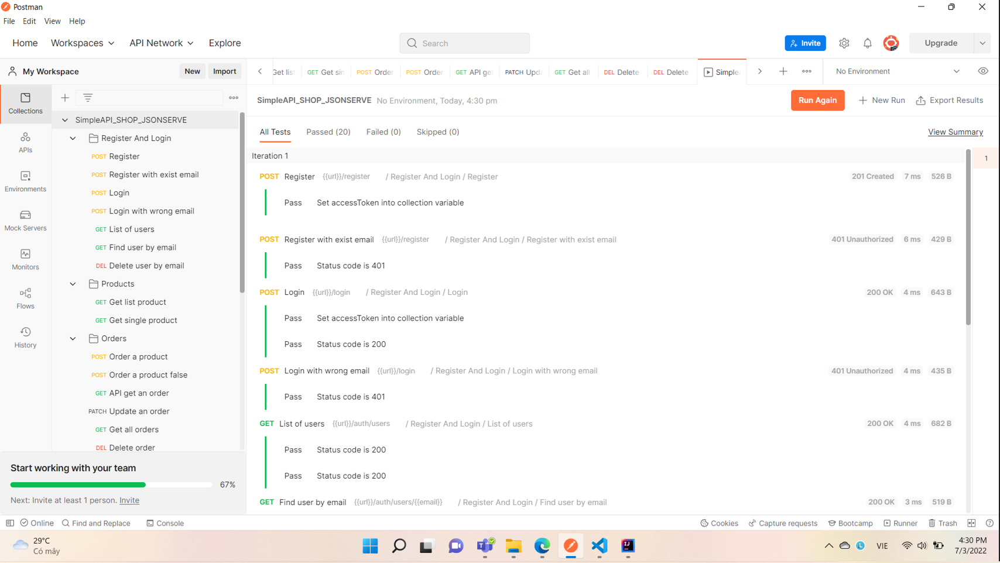 Postman
File Edit View Help
Home Workspaces API Network Explore
Search
Invite
Upgrade
My Workspace
New Import
Get list
GET Get sin
POST Order
POST Order
GET API get
PATCH Upda
GET Get all
DEL Delete
DEL Delete
Simple
No Environment
Collections
APIs
Environments
Mock Servers
Monitors
Flows
History
SimpleAPI_SHOP_JSONSERVE
Register And Login
POST Register
POST Register with exist email
POST Login
POST Login with wrong email
GET List of users
GET Find user by email
DEL Delete user by email
Products
GET Get list product
GET Get single product
Orders
POST Order a product
POST Order a product false
GET API get an order
PATCH Update an order
GET Get all orders
DEL Delete order
Start working with your team
67%
Next: Invite at least 1 person. Invite
SimpleAPI_SHOP_JSONSERVE No Environment, Today, 4:30 pm
Run Again New Run Export Results
All Tests Passed (20) Failed (0) Skipped (0) View Summary
Iteration 1
1
POST Register {{url}}/register / Register And Login / Register 201 Created 7 ms 526 B
Pass Set accessToken into collection variable
POST Register with exist email {{url}}/register / Register And Login / Register with exist email 401 Unauthorized 6 ms 429 B
Pass Status code is 401
POST Login {{url}}/login / Register And Login / Login 200 OK 4 ms 643 B
Pass Set accessToken into collection variable
Pass Status code is 200
POST Login with wrong email {{url}}/login / Register And Login / Login with wrong email 401 Unauthorized 4 ms 435 B
Pass Status code is 401
GET List of users {{url}}/auth/users / Register And Login / List of users 200 OK 4 ms 682 B
Pass Status code is 200
Pass Status code is 200
GET Find user by email {{url}}/auth/users/{{email}} / Register And Login / Find user by email 200 OK 3 ms 519 B
Online Find and Replace Console
Cookies Capture requests Bootcamp Runner Trash
29°C
Có mây
VIE
4:30 PM
7/3/2022